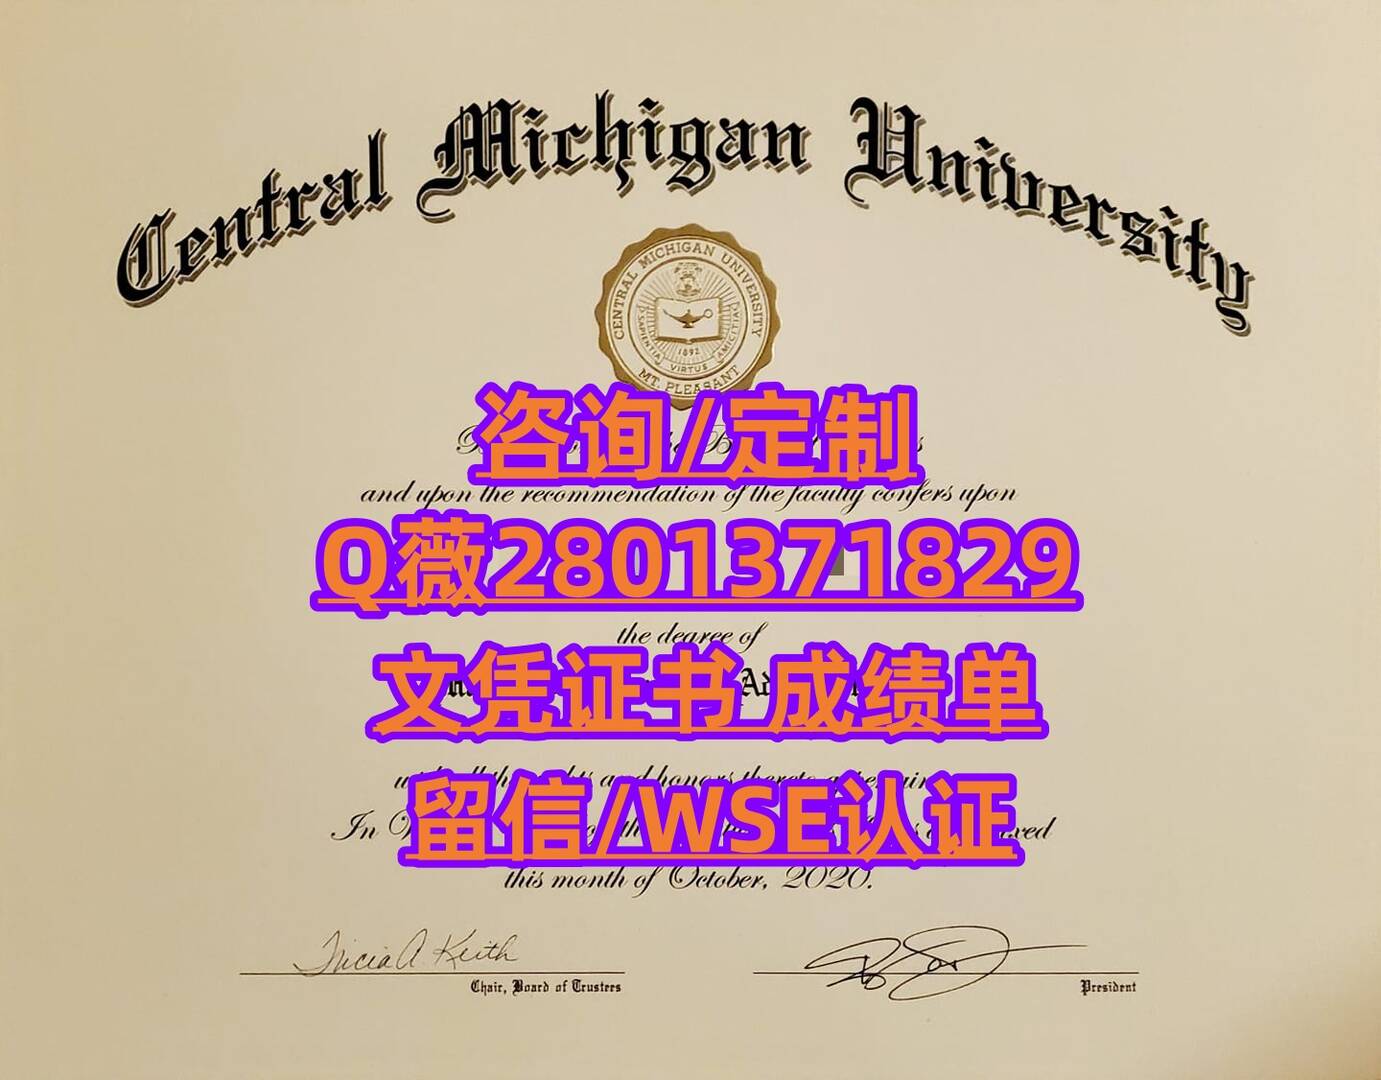 Central Michigan University
CENTRAL MICHIGAN UNIVERSITY
SAPIENTIA VIRTUS AMICITIA
1892
MT. PLEASANT
咨询/定制
and upon the recommendation of the faculty confers upon
Q薇2801371829
the degree of
文凭证书 成绩单
留信/WSE认证
In
this month of October, 2020.
Tricia A Keith
Chair, Board of Trustees
President